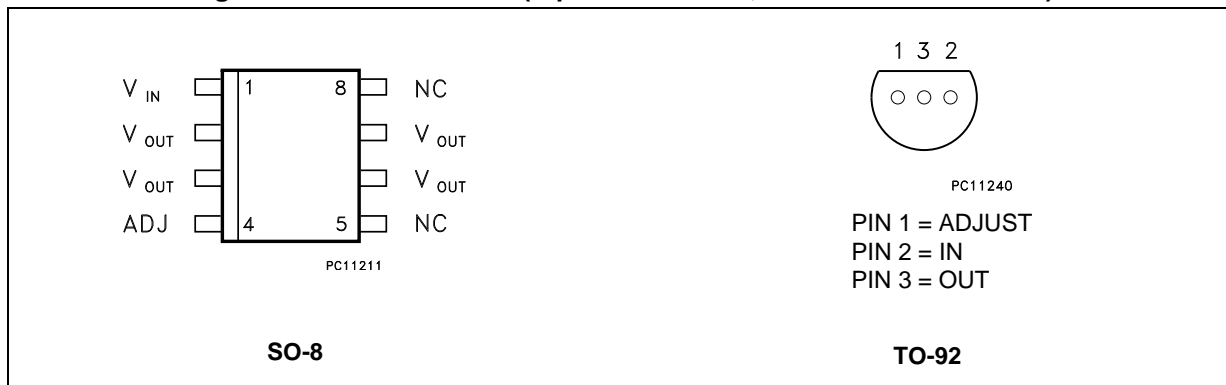 V IN 1 8 NC
V OUT V OUT
V OUT V OUT
ADJ 4 5 NC
PC11211
SO-8
1 3 2
PC11240
PIN 1 = ADJUST
PIN 2 = IN
PIN 3 = OUT
TO-92